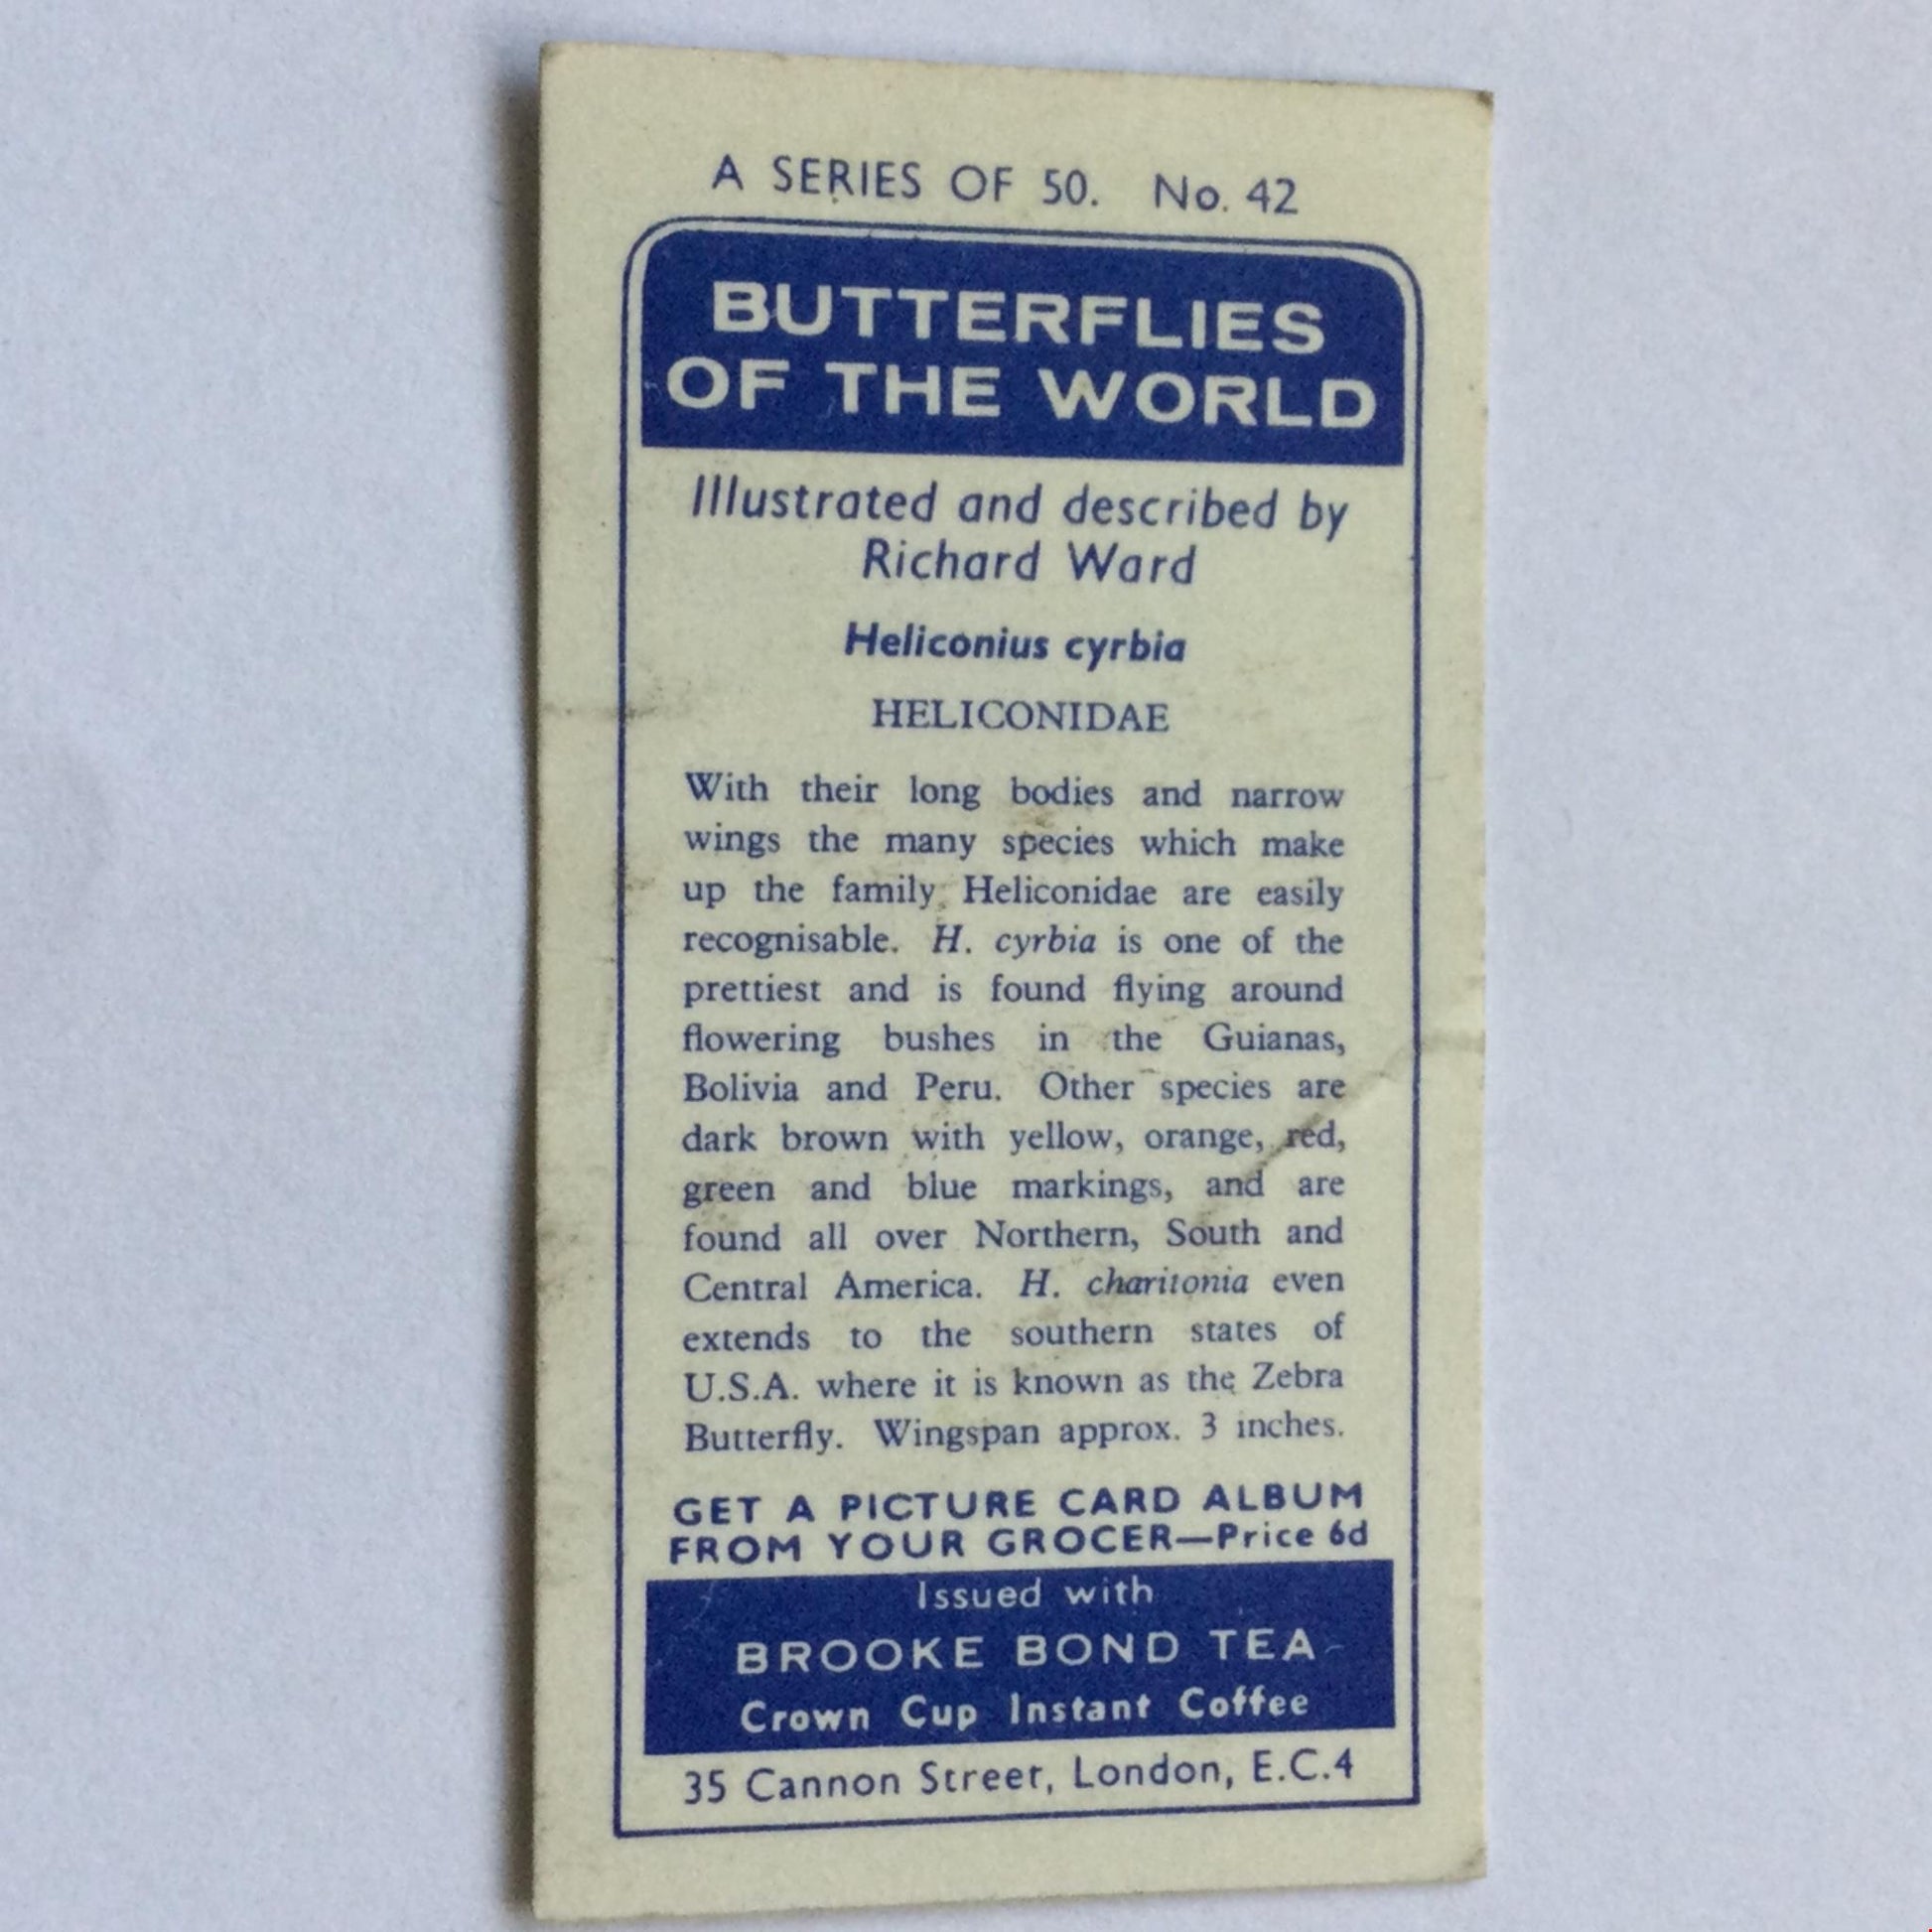 A SERIES OF 50. No. 42
BUTTERFLIES
OF THE WORLD
Illustrated and described by
Richard Ward
Heliconius cyrbia
HELICONIDAE
With their long bodies and narrow
wings the many species which make
up the family Heliconidae are easily
recognisable. H. cyrbia is one of the
prettiest and is found flying around
flowering bushes in the Guianas,
Bolivia and Peru. Other species are
dark brown with yellow, orange, red,
green and blue markings, and are
found all over Northern, South and
Central America. H. charitonia even
extends to the southern states of
U.S.A. where it is known as the Zebra
Butterfly. Wingspan approx. 3 inches.
GET A PICTURE CARD ALBUM
FROM YOUR GROCER—Price 6d
Issued with
BROOKE BOND TEA
Crown Cup Instant Coffee
35 Cannon Street, London, E.C.4